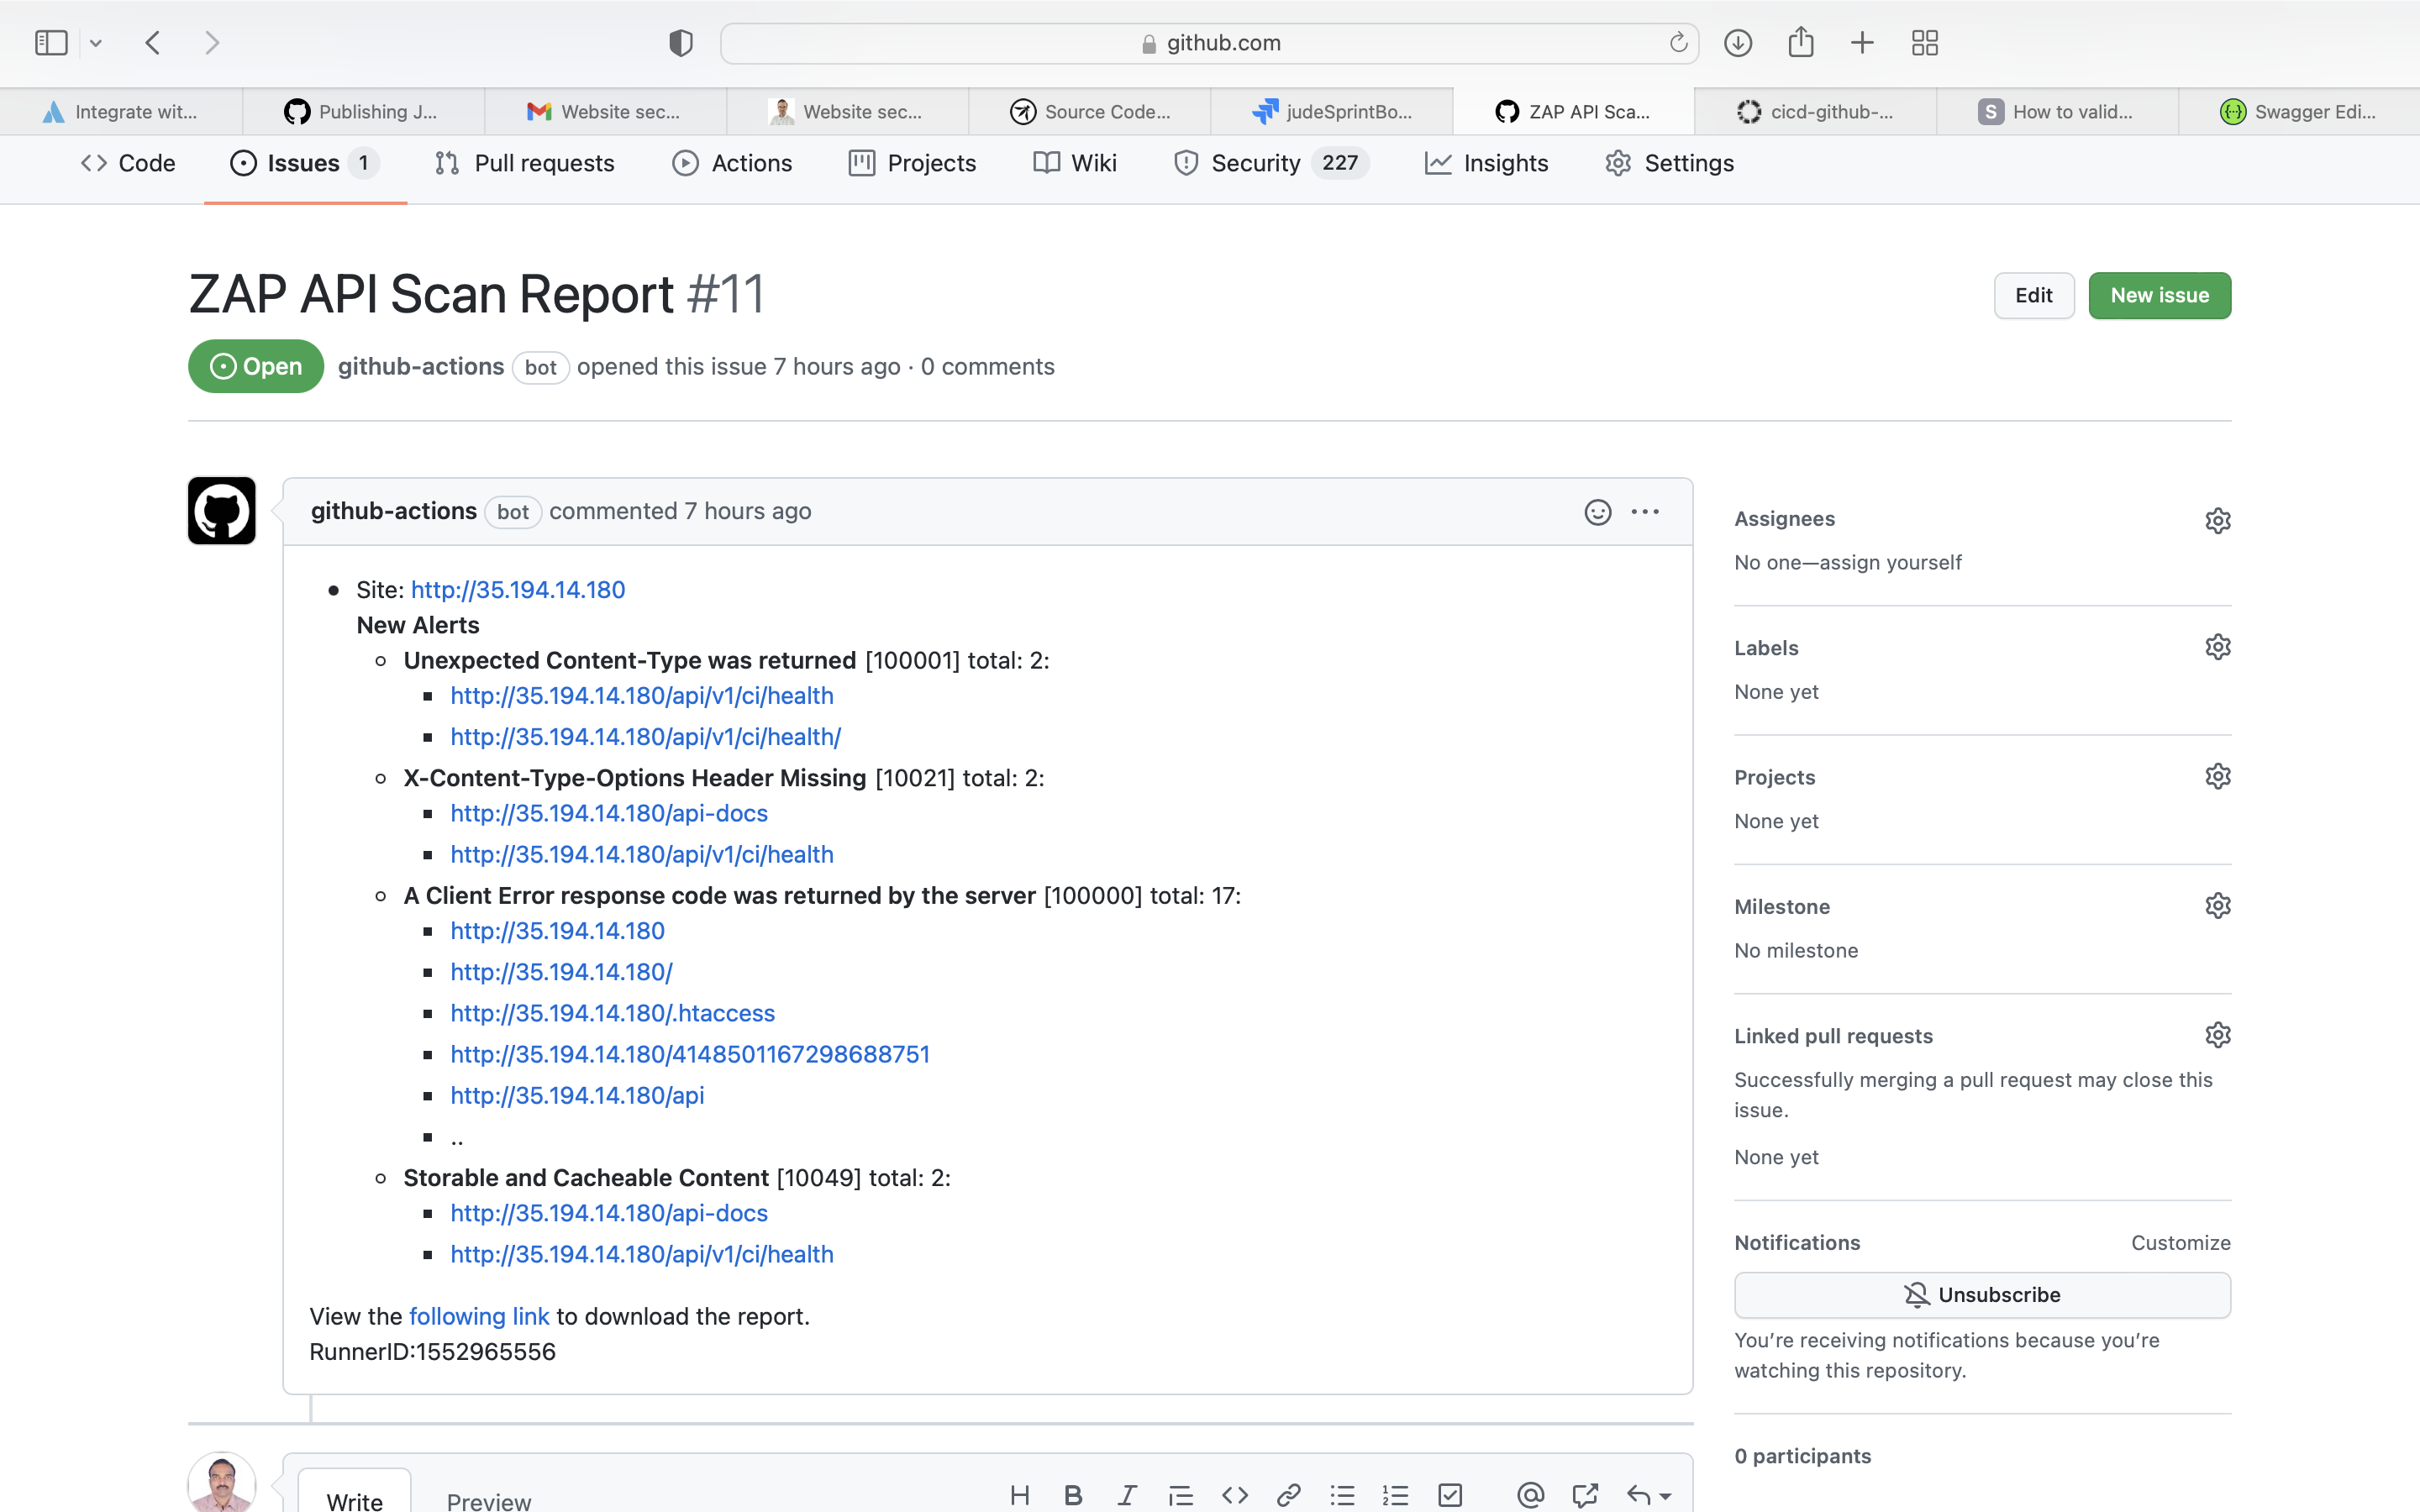 github.com
Integrate wit...
Publishing J...
Website sec...
Website sec...
Source Code...
judeSprintBo...
ZAP API Sca...
cicd-github-...
S How to valid...
Swagger Edi...
Code
Issues 1
Pull requests
Actions
Projects
Wiki
Security 227
Insights
Settings
ZAP API Scan Report #11
Edit
New issue
Open
github-actions bot opened this issue 7 hours ago · 0 comments
github-actions bot commented 7 hours ago
Site: http://35.194.14.180
New Alerts
Unexpected Content-Type was returned [100001] total: 2:
http://35.194.14.180/api/v1/ci/health
http://35.194.14.180/api/v1/ci/health/
X-Content-Type-Options Header Missing [10021] total: 2:
http://35.194.14.180/api-docs
http://35.194.14.180/api/v1/ci/health
A Client Error response code was returned by the server [100000] total: 17:
http://35.194.14.180
http://35.194.14.180/
http://35.194.14.180/.htaccess
http://35.194.14.180/4148501167298688751
http://35.194.14.180/api
..
Storable and Cacheable Content [10049] total: 2:
http://35.194.14.180/api-docs
http://35.194.14.180/api/v1/ci/health
View the following link to download the report.
RunnerID:1552965556
Assignees
No one—assign yourself
Labels
None yet
Projects
None yet
Milestone
No milestone
Linked pull requests
Successfully merging a pull request may close this
issue.
None yet
Notifications
Customize
Unsubscribe
You're receiving notifications because you're
watching this repository.
0 participants
Write
Preview